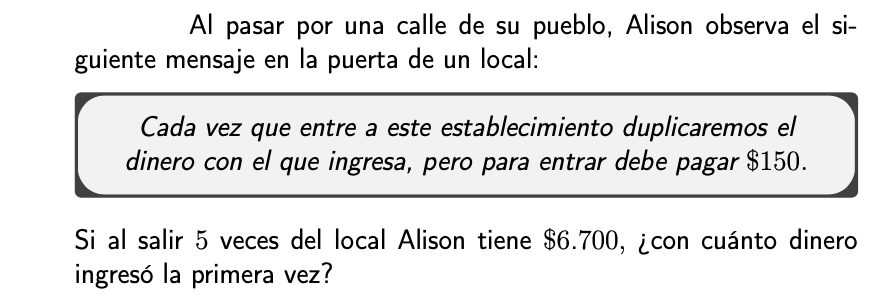 Al pasar por una calle de su pueblo, Alison observa el si-
guiente mensaje en la puerta de un local:
Cada vez que entre a este establecimiento duplicaremos el
dinero con el que ingresa, pero para entrar debe pagar $150.
Si al salir 5 veces del local Alison tiene $6.700, ¿con cuánto dinero
ingresó la primera vez?